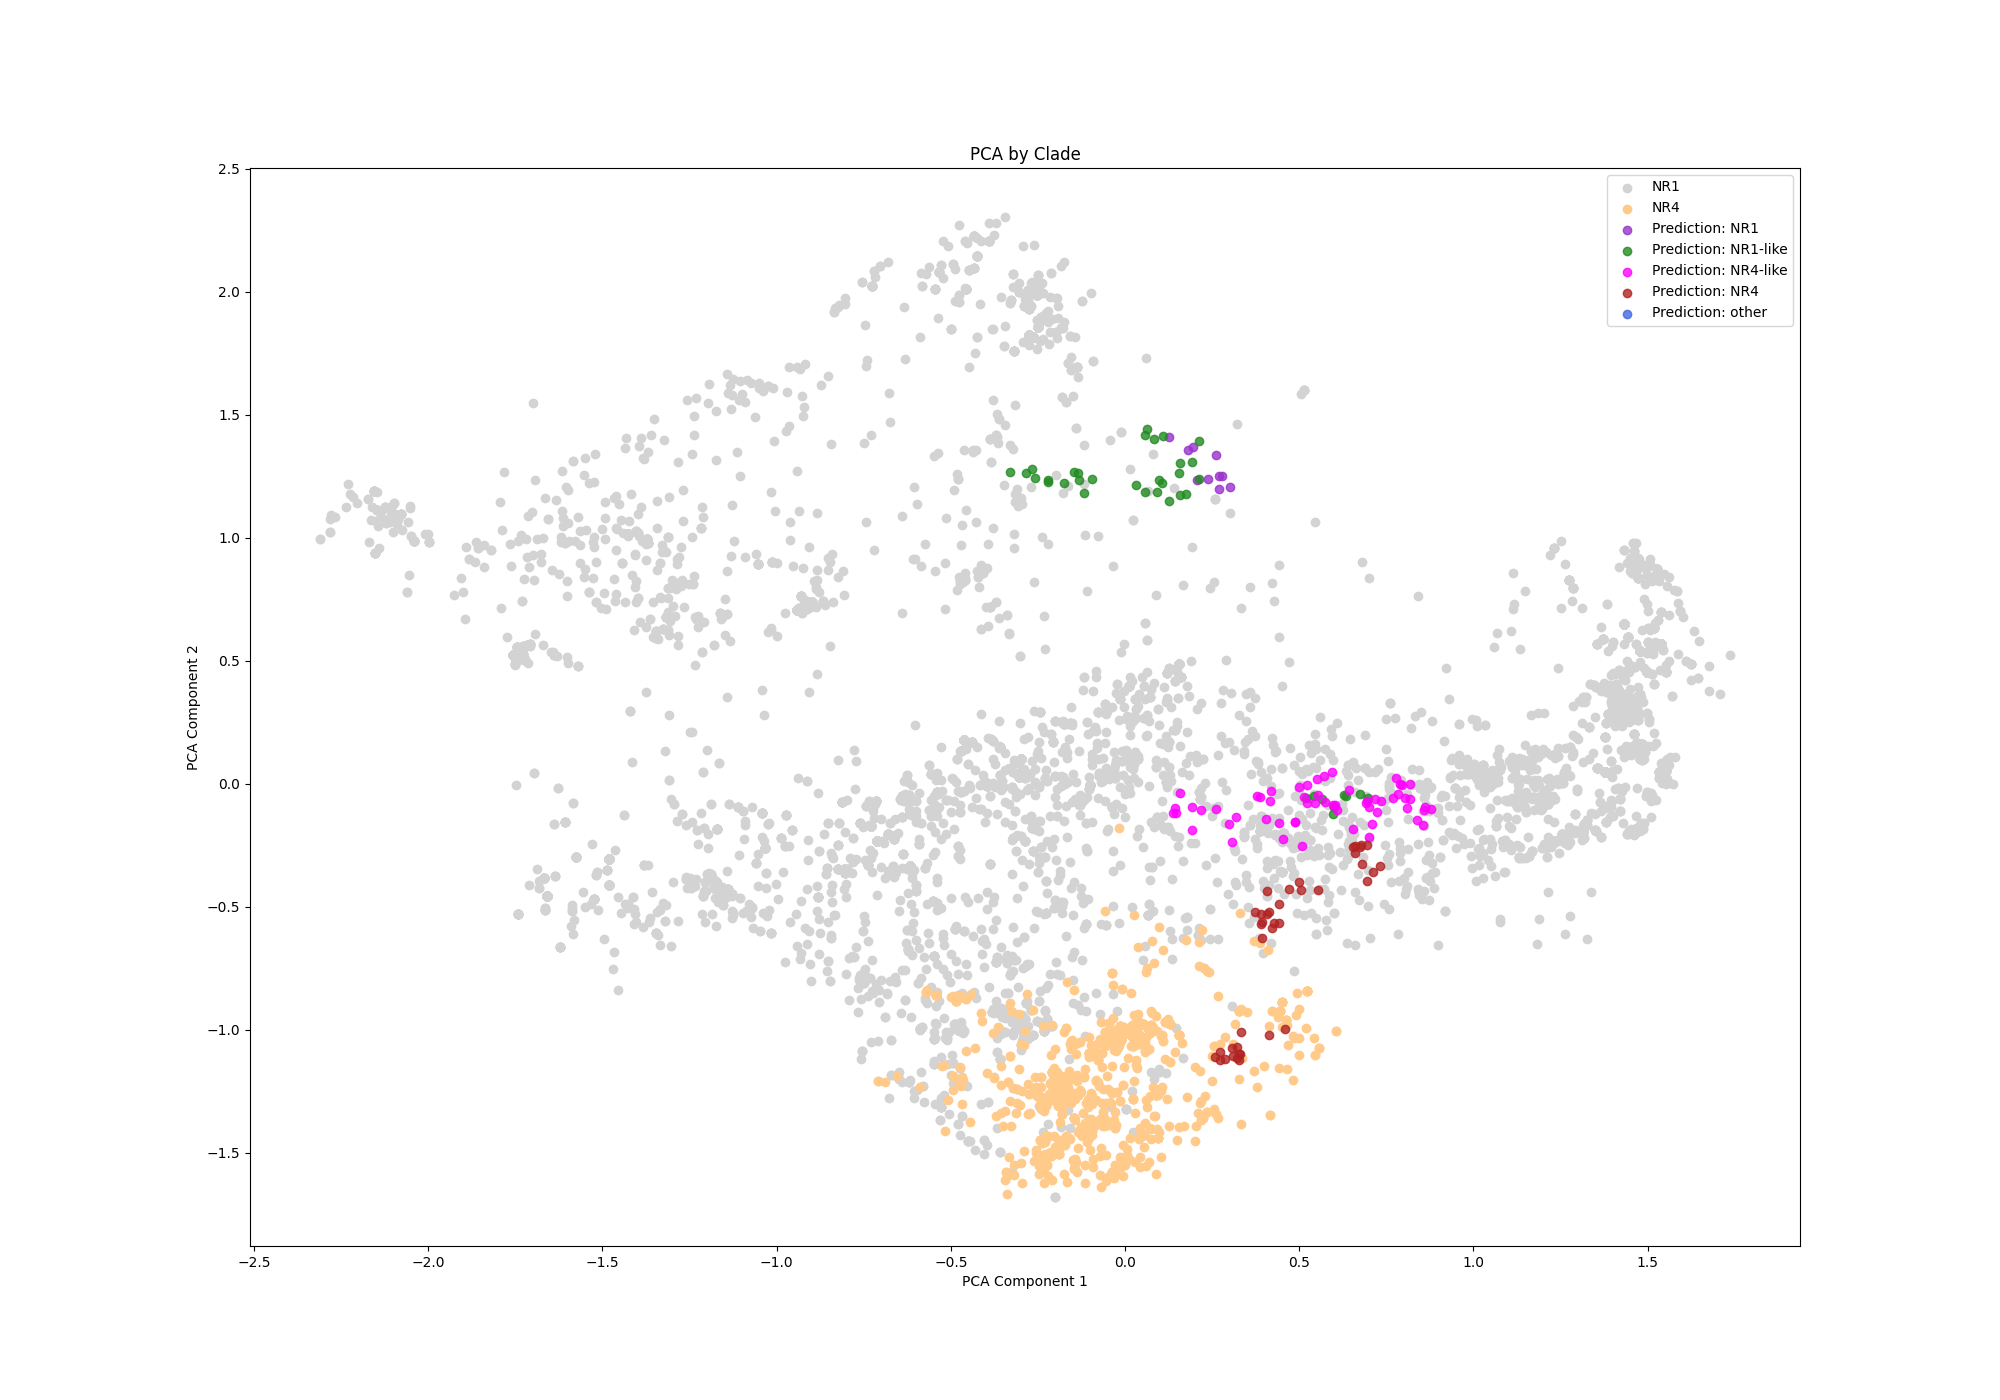 PCA by Clade
NR1
NR4
Prediction: NR1
Prediction: NR1-like
Prediction: NR4-like
Prediction: NR4
Prediction: other
2.5
2.0
1.5
1.0
0.5
0.0
−0.5
−1.0
−1.5
PCA Component 2
−2.5
−2.0
−1.5
−1.0
−0.5
0.0
0.5
1.0
1.5
PCA Component 1